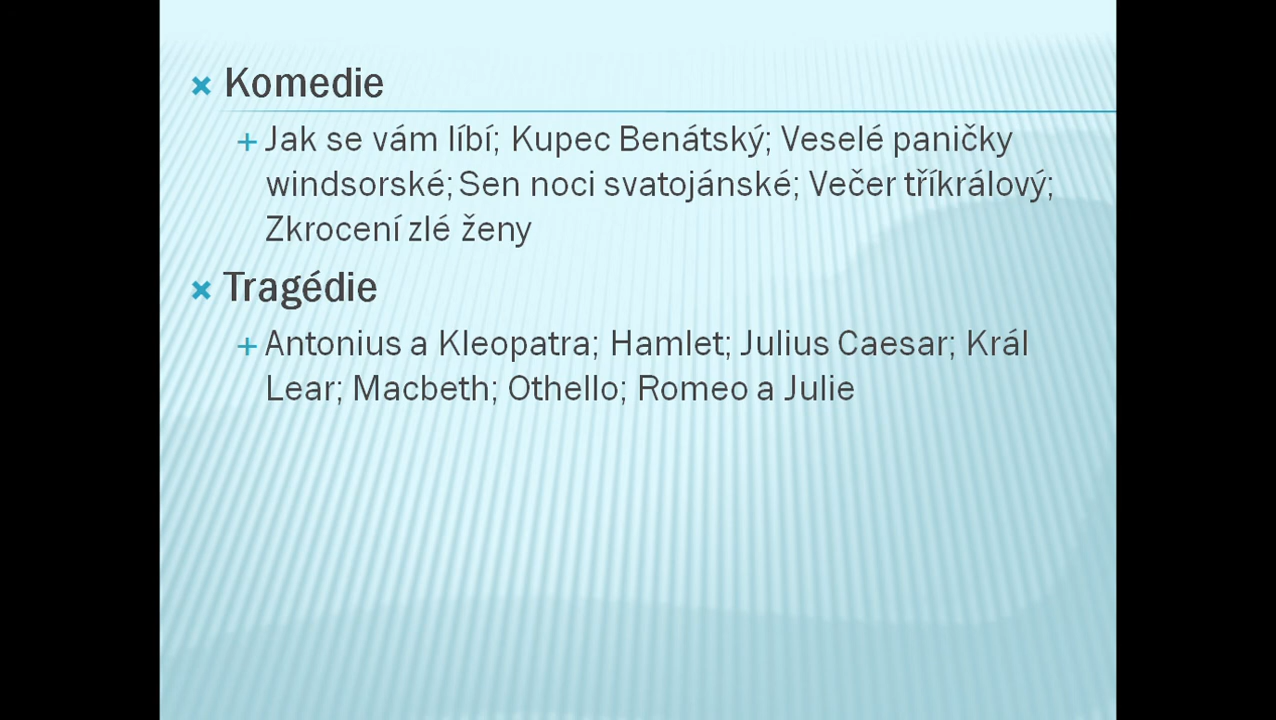 Komedie
Jak se vám líbí; Kupec Benátský; Veselé paničky
windsorské; Sen noci svatojánské; Večer tříkrálový;
Zkrocení zlé ženy
Tragédie
Antonius a Kleopatra; Hamlet; Julius Caesar; Král
Lear; Macbeth; Othello; Romeo a Julie